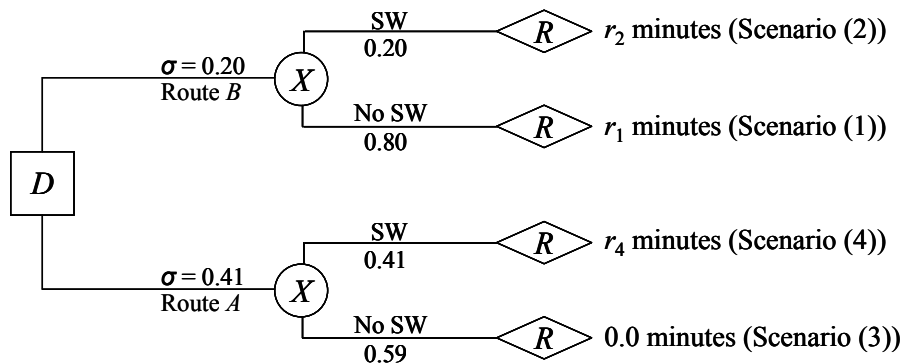 SW
0.20
R
r₂ minutes (Scenario (2))
σ = 0.20
Route B
X
No SW
0.80
R
r₁ minutes (Scenario (1))
D
SW
0.41
R
r₄ minutes (Scenario (4))
σ = 0.41
Route A
X
No SW
0.59
R
0.0 minutes (Scenario (3))